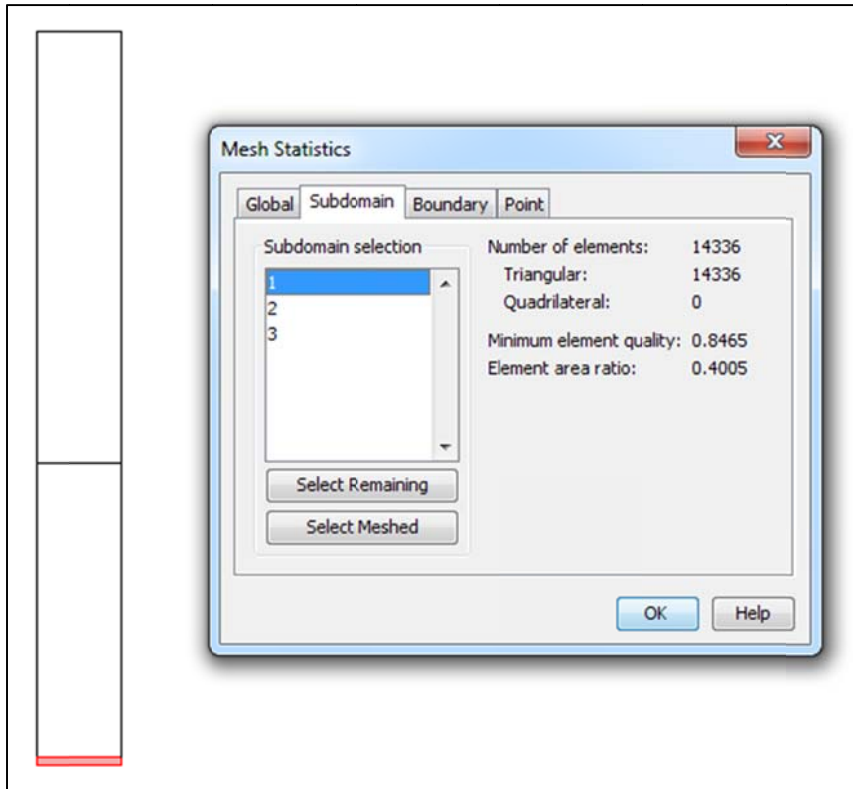 Mesh Statistics
Global Subdomain Boundary Point
Subdomain selection
1
2
3
Select Remaining
Select Meshed
Number of elements: 14336
Triangular: 14336
Quadrilateral: 0
Minimum element quality: 0.8465
Element area ratio: 0.4005
OK Help